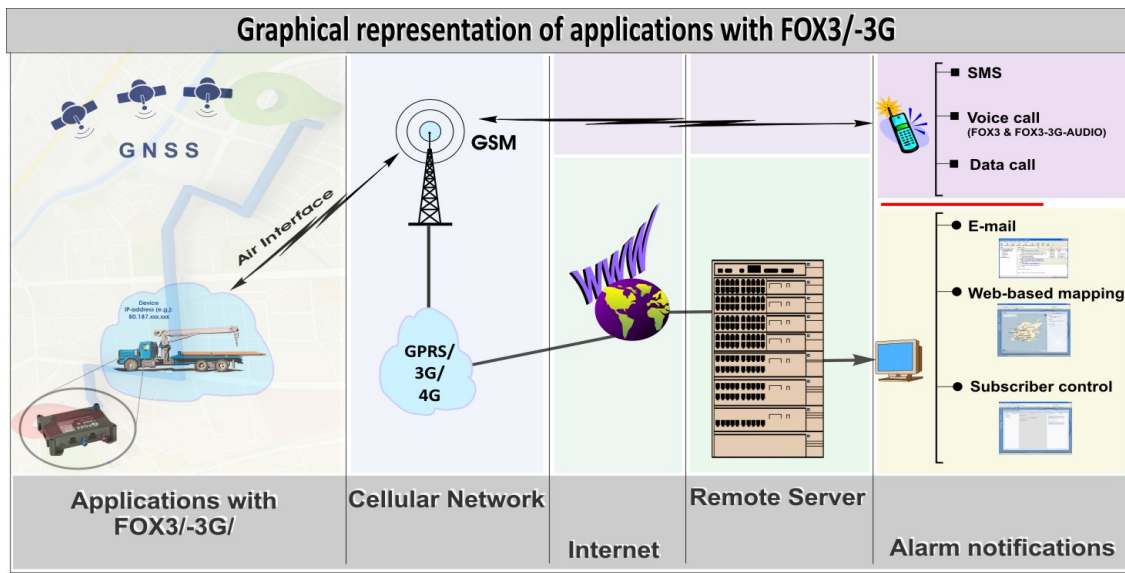 Graphical representation of applications with FOX3/-3G
GNSS
Air Interface
Device
IP-address (e.g.):
80.187.xxx.xxx
FOX3
Applications with
FOX3/-3G/
GSM
GPRS/
3G/
4G
Cellular Network
WWW
Internet
Remote Server
SMS
Voice call
(FOX3 & FOX3-3G-AUDIO)
Data call
E-mail
Web-based mapping
Subscriber control
Alarm notifications